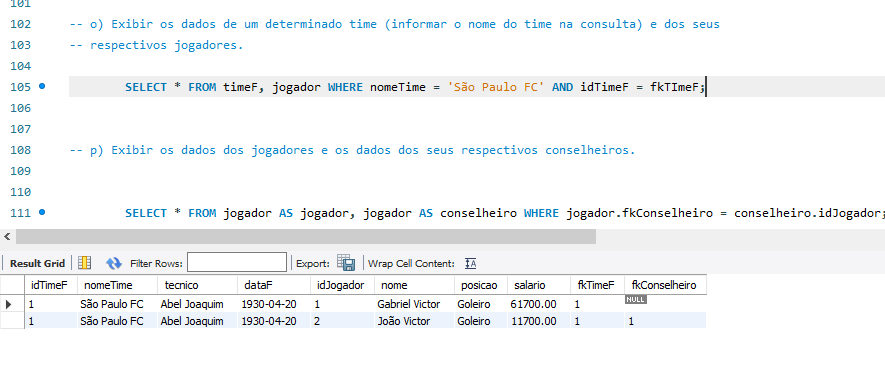 101
102 -- o) Exibir os dados de um determinado time (informar o nome do time na consulta) e dos seus
103 -- respectivos jogadores.
104
105 SELECT * FROM timeF, jogador WHERE nomeTime = 'São Paulo FC' AND idTimeF = fkTImeF;
106
107
108 -- p) Exibir os dados dos jogadores e os dados dos seus respectivos conselheiros.
109
110
111 SELECT * FROM jogador AS jogador, jogador AS conselheiro WHERE jogador.fkConselheiro = conselheiro.idJogador;
Result Grid Filter Rows: Export: Wrap Cell Content: IA
idTimeF nomeTime tecnico dataF idJogador nome posicao salario fkTimeF fkConselheiro
1 São Paulo FC Abel Joaquim 1930-04-20 1 Gabriel Victor Goleiro 61700.00 1 NULL
1 São Paulo FC Abel Joaquim 1930-04-20 2 João Victor Goleiro 11700.00 1 1